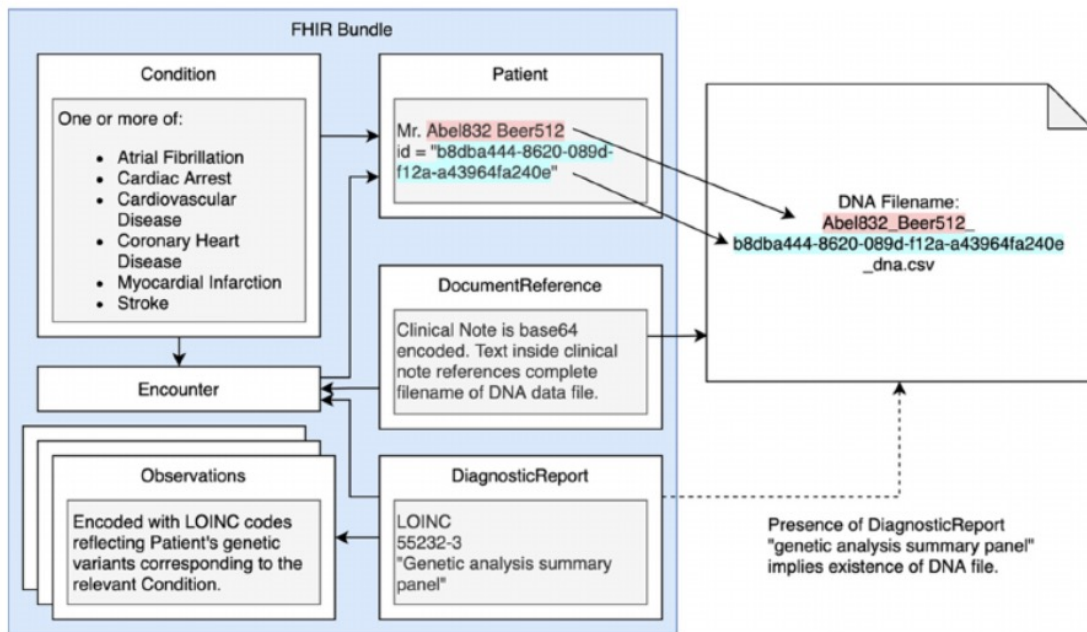 FHIR Bundle
Condition
One or more of:
• Atrial Fibrillation
• Cardiac Arrest
• Cardiovascular
Disease
• Coronary Heart
Disease
• Myocardial Infarction
• Stroke
Patient
Mr. Abel832 Beer512
id = "b8dba444-8620-089d-
f12a-a43964fa240e"
DNA Filename:
Abel832_Beer512_
b8dba444-8620-089d-f12a-a43964fa240e
_dna.csv
Encounter
DocumentReference
Clinical Note is base64
encoded. Text inside clinical
note references complete
filename of DNA data file.
Observations
Encoded with LOINC codes
reflecting Patient's genetic
variants corresponding to the
relevant Condition.
DiagnosticReport
LOINC
55232-3
"Genetic analysis summary
panel"
Presence of DiagnosticReport
"genetic analysis summary panel"
implies existence of DNA file.